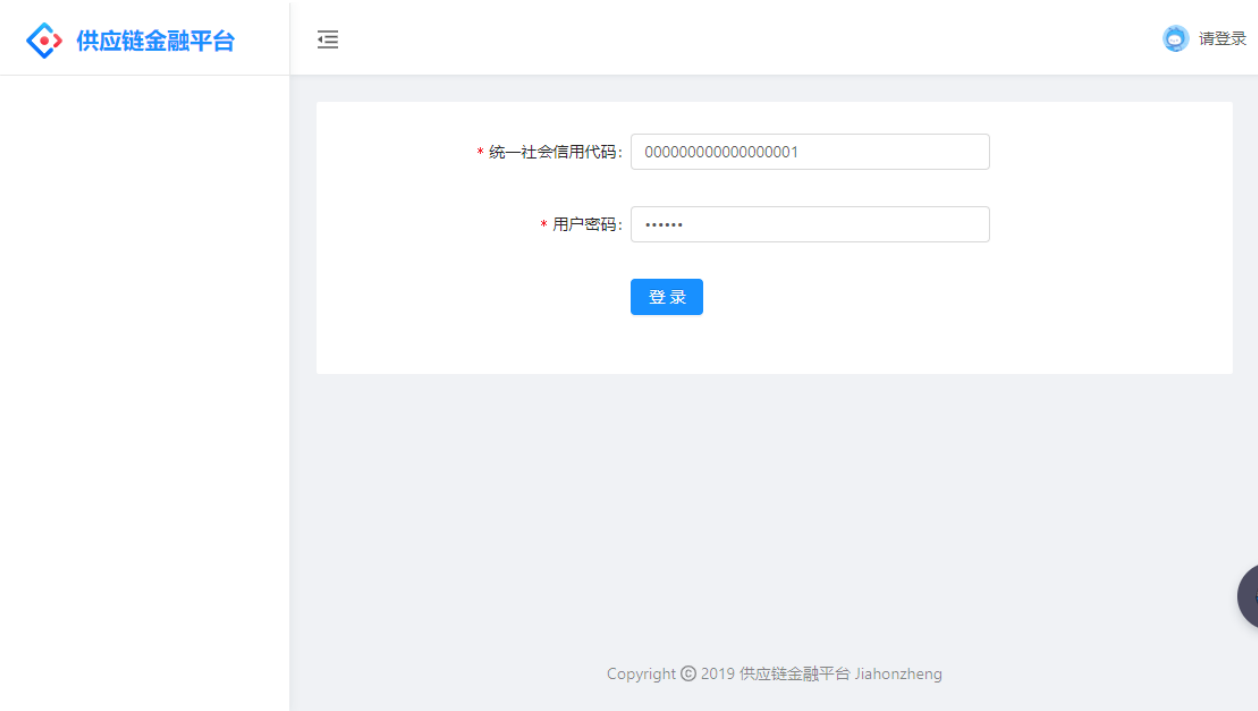 供应链金融平台
请登录
* 统一社会信用代码: 000000000000000001
* 用户密码: ••••••
登 录
Copyright © 2019 供应链金融平台 Jiahonzheng